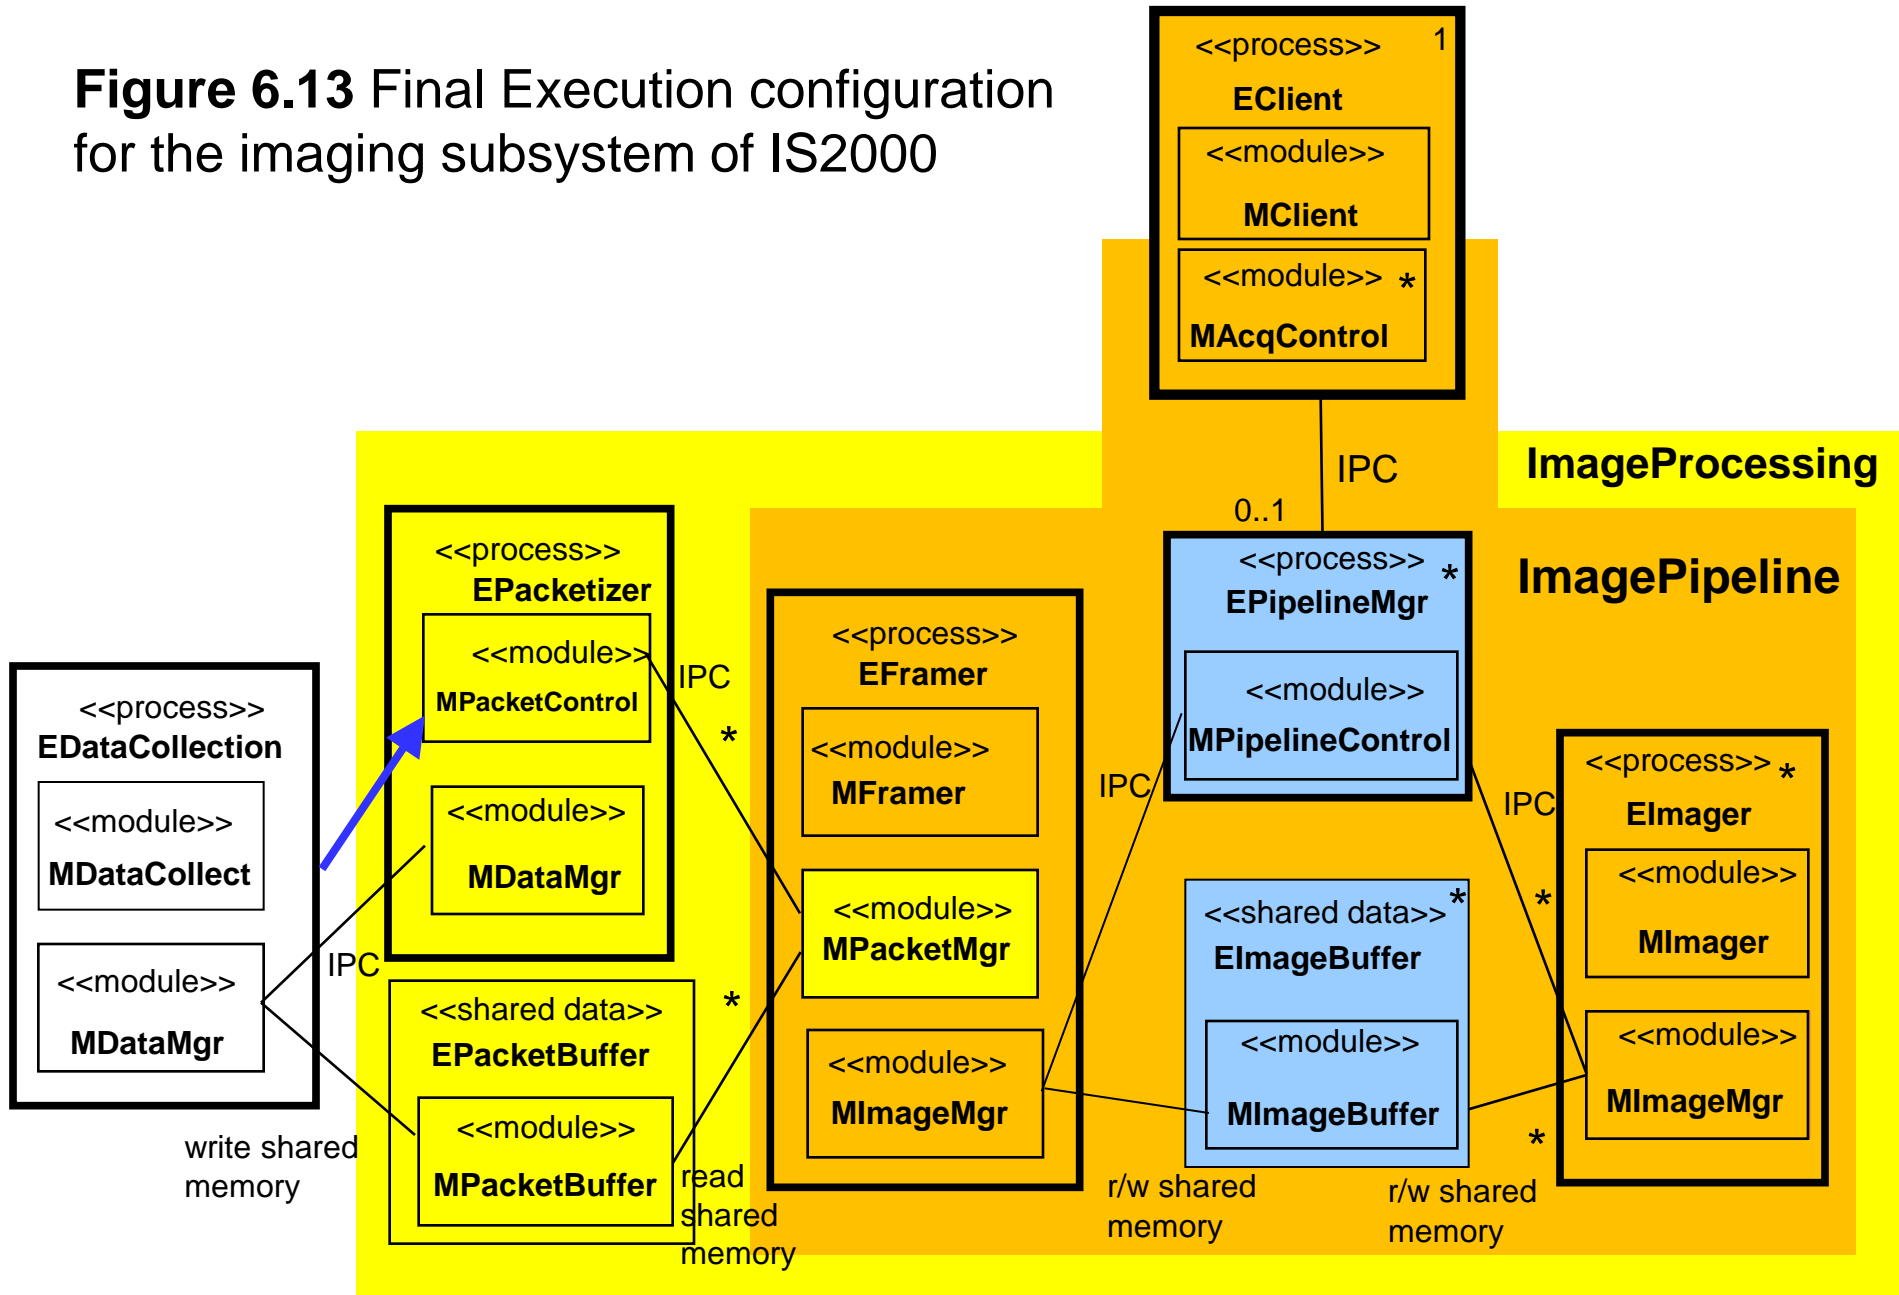 Figure 6.13 Final Execution configuration
for the imaging subsystem of IS2000
<<process>> 1
EClient
<<module>>
MClient
<<module>> *
MAcqControl
IPC
0..1
ImageProcessing
ImagePipeline
<<process>>
EPacketizer
<<module>>
MPacketControl
<<module>>
MDataMgr
IPC
*
<<process>>
EDataCollection
<<module>>
MDataCollect
<<module>>
MDataMgr
IPC
write shared
memory
<<shared data>>
EPacketBuffer
<<module>>
MPacketBuffer
*
read
shared
memory
<<process>>
EFramer
<<module>>
MFramer
<<module>>
MPacketMgr
<<module>>
MImageMgr
IPC
<<process>> *
EPipelineMgr
<<module>>
MPipelineControl
<<shared data>> *
EImageBuffer
<<module>>
MImageBuffer
r/w shared
memory
IPC
*
*
r/w shared
memory
<<process>> *
EImager
<<module>>
MImager
<<module>>
MImageMgr